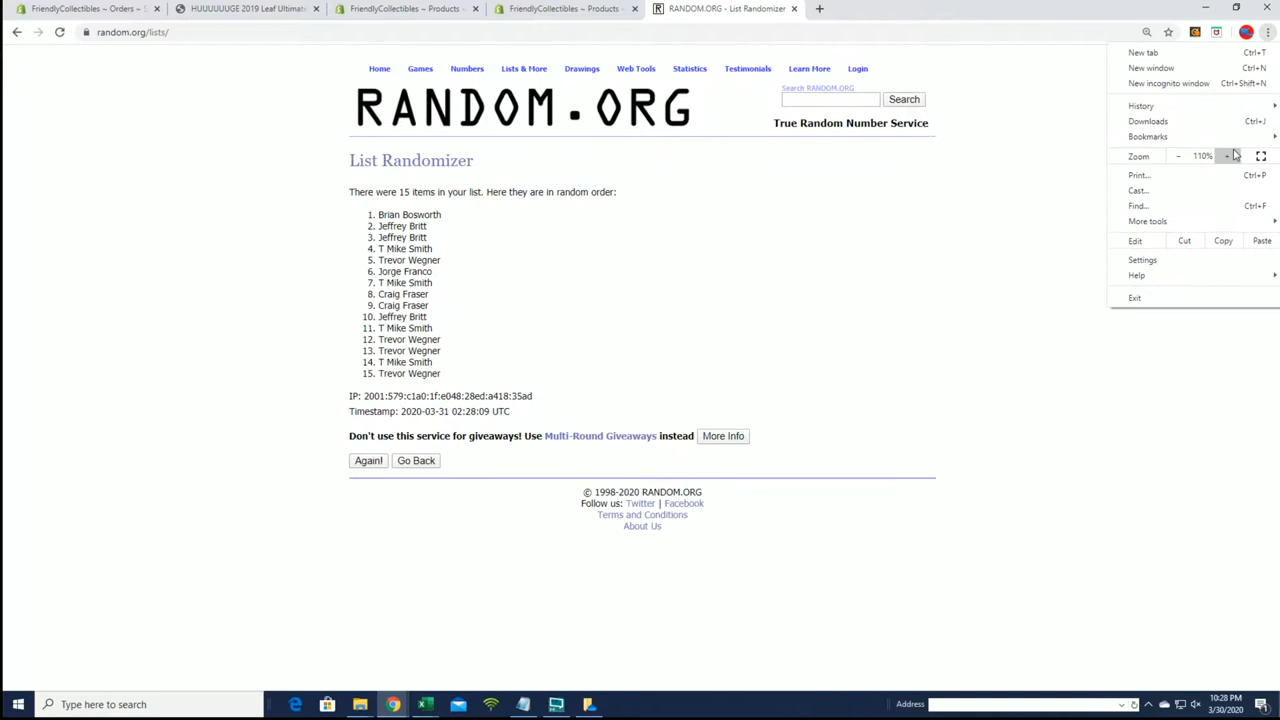 FriendlyCollectibles ~ Orders ~ S
HUUUUUUGE 2019 Leaf Ultimat
FriendlyCollectibles ~ Products ~
FriendlyCollectibles ~ Products ~
RANDOM.ORG - List Randomizer
random.org/lists/
Home Games Numbers Lists & More Drawings Web Tools Statistics Testimonials Learn More Login
Search RANDOM.ORG
Search
RANDOM.ORG
True Random Number Service
List Randomizer
There were 15 items in your list. Here they are in random order:
1. Brian Bosworth
2. Jeffrey Britt
3. Jeffrey Britt
4. T Mike Smith
5. Trevor Wegner
6. Jorge Franco
7. T Mike Smith
8. Craig Fraser
9. Craig Fraser
10. Jeffrey Britt
11. T Mike Smith
12. Trevor Wegner
13. Trevor Wegner
14. T Mike Smith
15. Trevor Wegner
IP: 2001:579:c1a0:1f:e048:28ed:a418:35ad
Timestamp: 2020-03-31 02:28:09 UTC
Don't use this service for giveaways! Use Multi-Round Giveaways instead More Info
Again! Go Back
© 1998-2020 RANDOM.ORG
Follow us: Twitter | Facebook
Terms and Conditions
About Us
New tab Ctrl+T
New window Ctrl+N
New incognito window Ctrl+Shift+N
History
Downloads Ctrl+J
Bookmarks
Zoom - 110% +
Print... Ctrl+P
Cast...
Find... Ctrl+F
More tools
Edit Cut Copy Paste
Settings
Help
Exit
Type here to search
Address
10:28 PM
3/30/2020